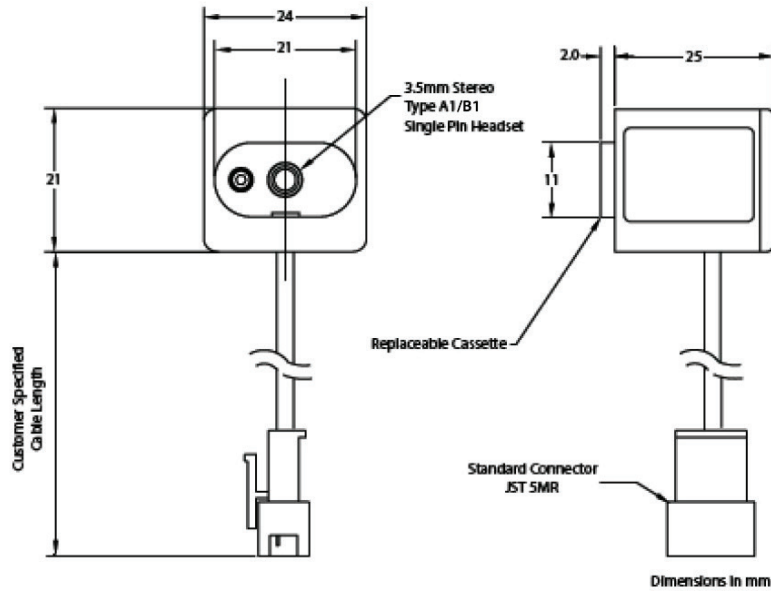 24
21
3.5mm Stereo
Type A1/B1
Single Pin Headset
21
2.0
25
11
Replaceable Cassette
Customer Specified
Cable Length
Standard Connector
JST 5MR
Dimensions in mm